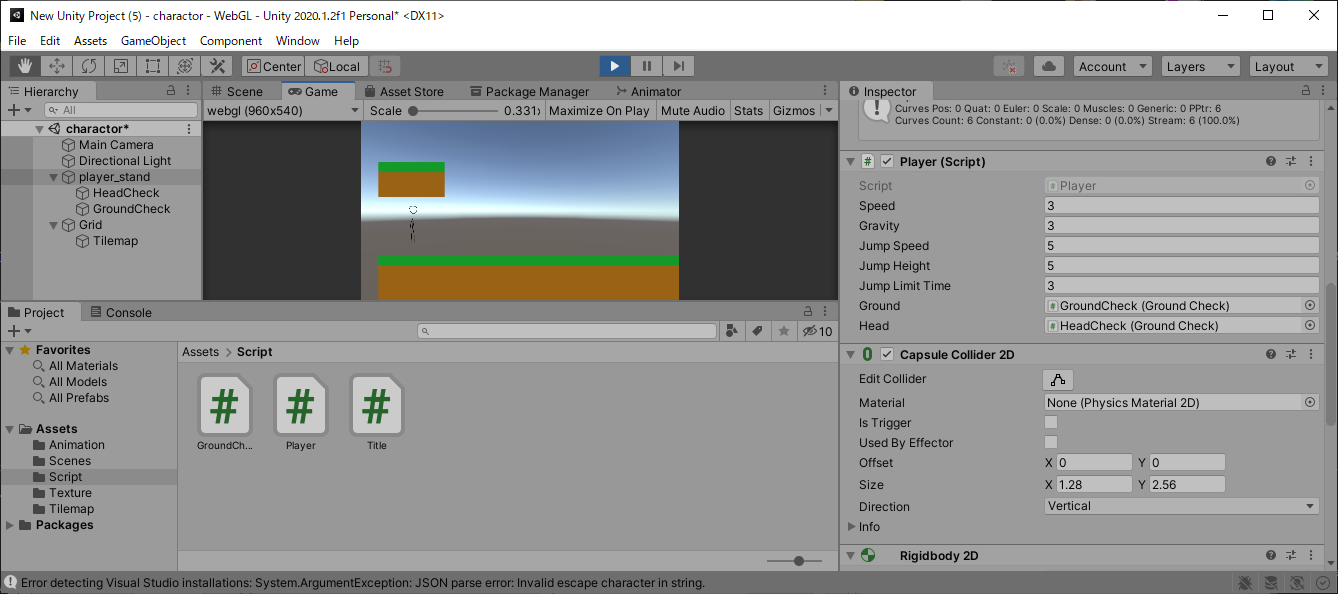 New Unity Project (5) - charactor - WebGL - Unity 2020.1.2f1 Personal* <DX11>
File Edit Assets GameObject Component Window Help
Center Local Account Layers Layout
Hierarchy
All
charactor*
Main Camera
Directional Light
player_stand
HeadCheck
GroundCheck
Grid
Tilemap
Scene Game Asset Store Package Manager Animator
webgl (960x540) Scale 0.331 Maximize On Play Mute Audio Stats Gizmos
Project Console
10
Favorites
All Materials
All Models
All Prefabs
Assets
Animation
Scenes
Script
Texture
Tilemap
Packages
Assets > Script
GroundCh... Player Title
Inspector
Curves Pos: 0 Quat: 0 Euler: 0 Scale: 0 Muscles: 0 Generic: 0 PPtr: 6
Curves Count: 6 Constant: 0 (0.0%) Dense: 0 (0.0%) Stream: 6 (100.0%)
# Player (Script)
Script # Player
Speed 3
Gravity 3
Jump Speed 5
Jump Height 5
Jump Limit Time 3
Ground # GroundCheck (Ground Check)
Head # HeadCheck (Ground Check)
Capsule Collider 2D
Edit Collider
Material None (Physics Material 2D)
Is Trigger
Used By Effector
Offset X 0 Y 0
Size X 1.28 Y 2.56
Direction Vertical
Info
Rigidbody 2D
Error detecting Visual Studio installations: System.ArgumentException: JSON parse error: Invalid escape character in string.